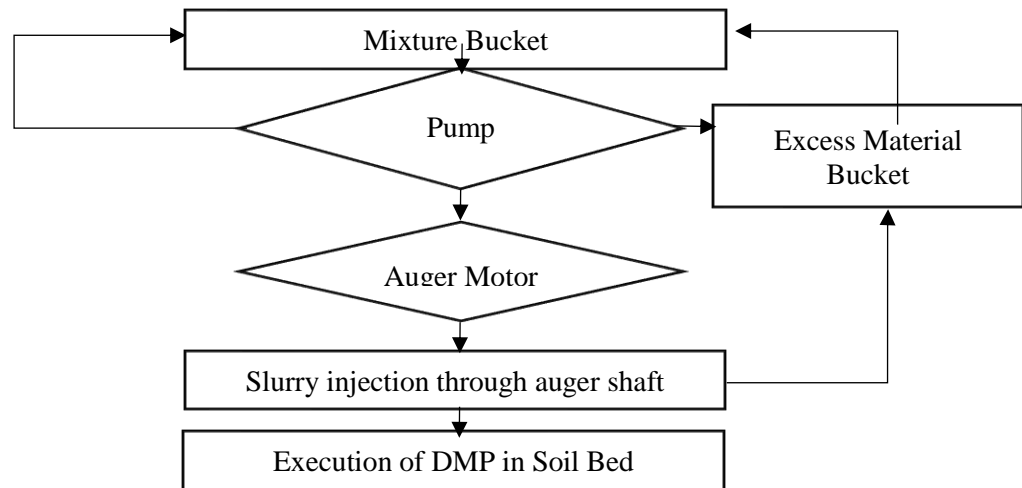 Mixture Bucket
Pump
Excess Material
Bucket
Auger Motor
Slurry injection through auger shaft
Execution of DMP in Soil Bed